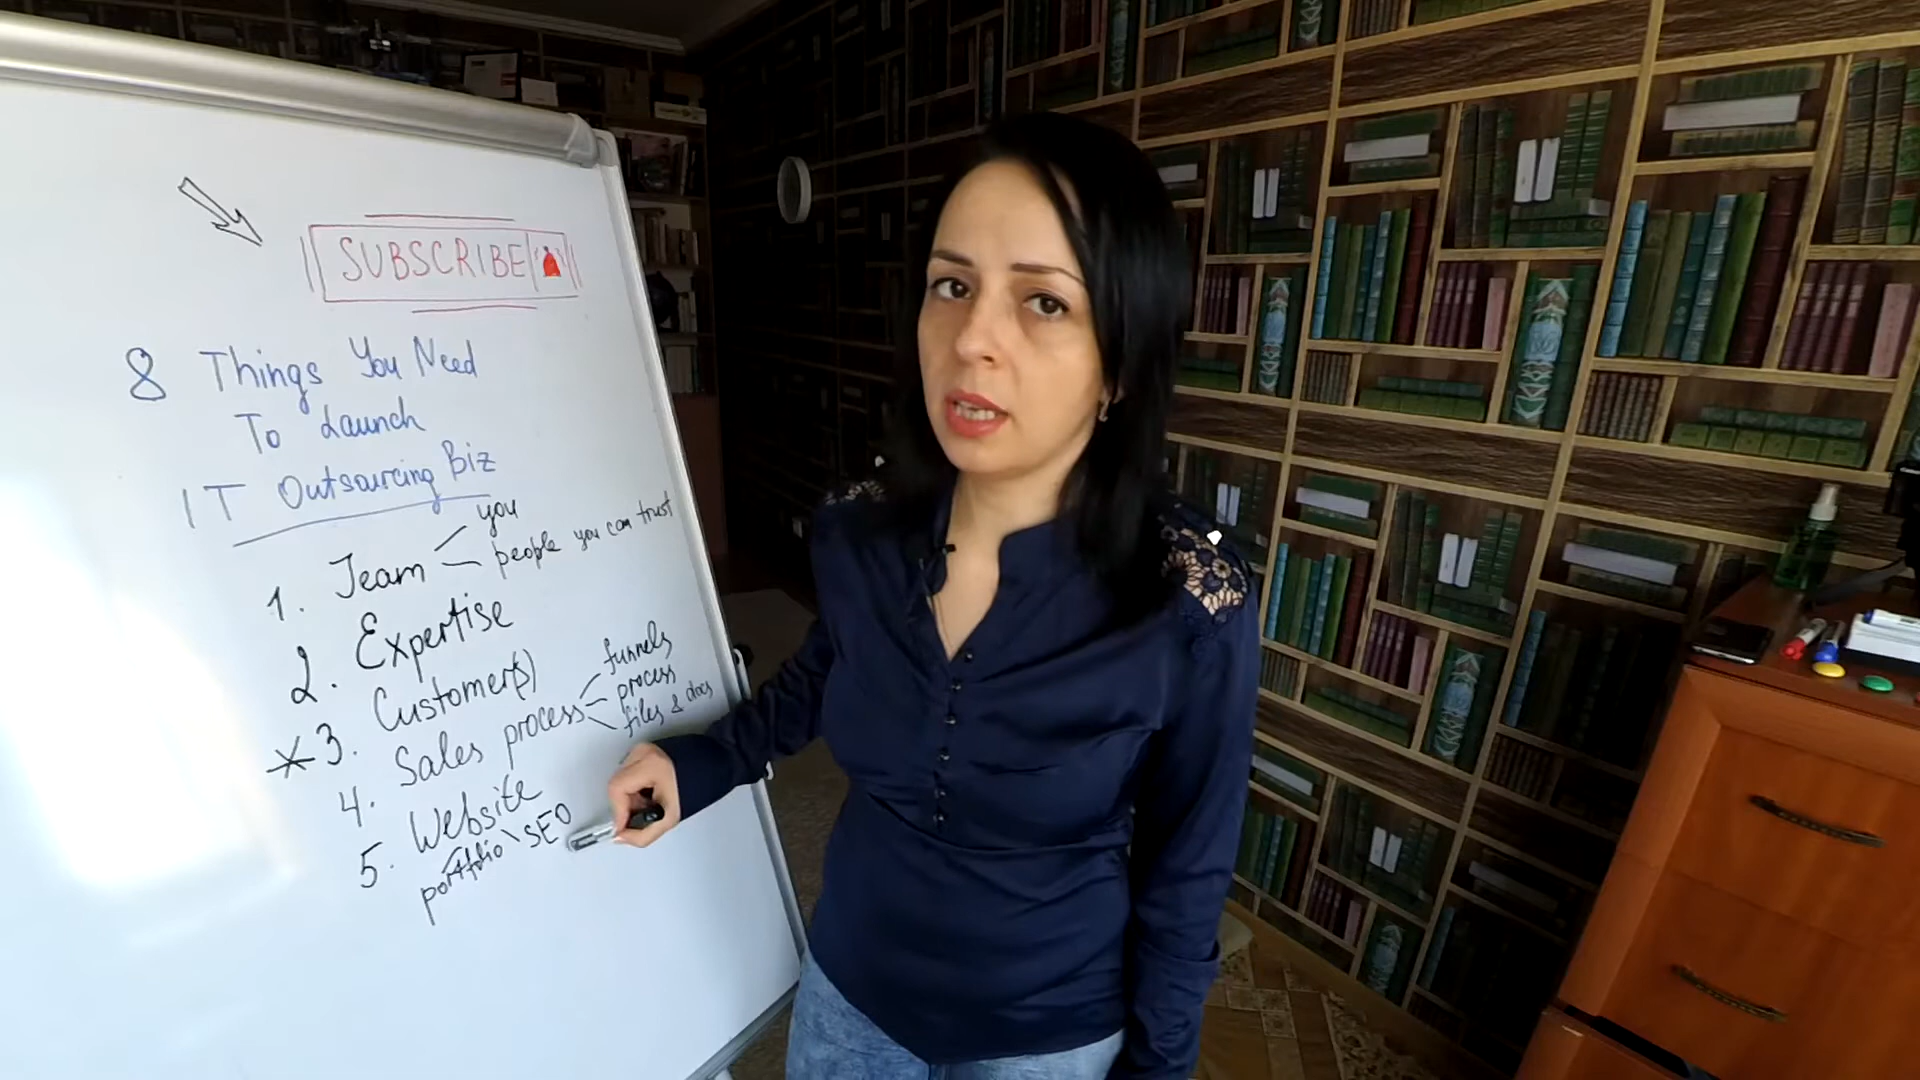 SUBSCRIBE
8 Things You Need
To Launch
IT Outsourcing Biz
1. Team
you
people you can trust
2. Expertise
*3. Customer(s)
4. Sales process
funnels
process
files & docs
5. Website
portfolio \ SEO